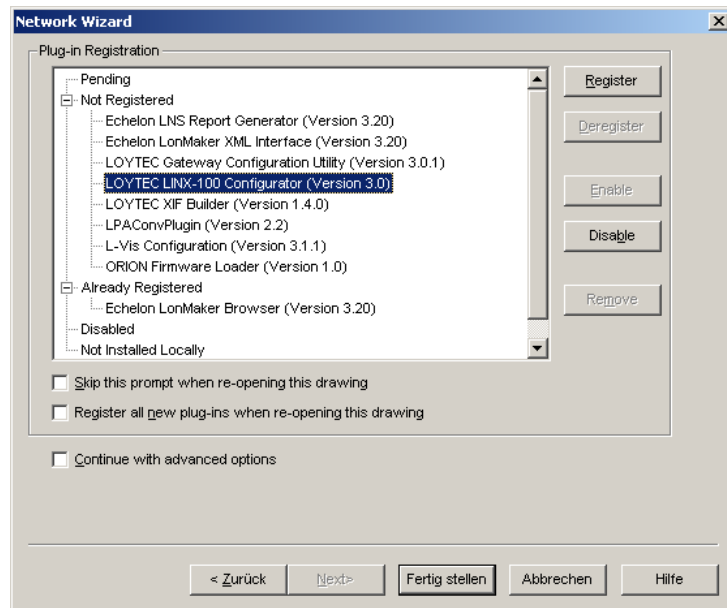 Network Wizard
Plug-in Registration
Pending
Not Registered
Echelon LNS Report Generator (Version 3.20)
Echelon LonMaker XML Interface (Version 3.20)
LOYTEC Gateway Configuration Utility (Version 3.0.1)
LOYTEC LINX-100 Configurator (Version 3.0)
LOYTEC XIF Builder (Version 1.4.0)
LPAConvPlugin (Version 2.2)
L-Vis Configuration (Version 3.1.1)
ORION Firmware Loader (Version 1.0)
Already Registered
Echelon LonMaker Browser (Version 3.20)
Disabled
Not Installed Locally
Register
Deregister
Enable
Disable
Remove
Skip this prompt when re-opening this drawing
Register all new plug-ins when re-opening this drawing
Continue with advanced options
< Zurück
Next>
Fertig stellen
Abbrechen
Hilfe